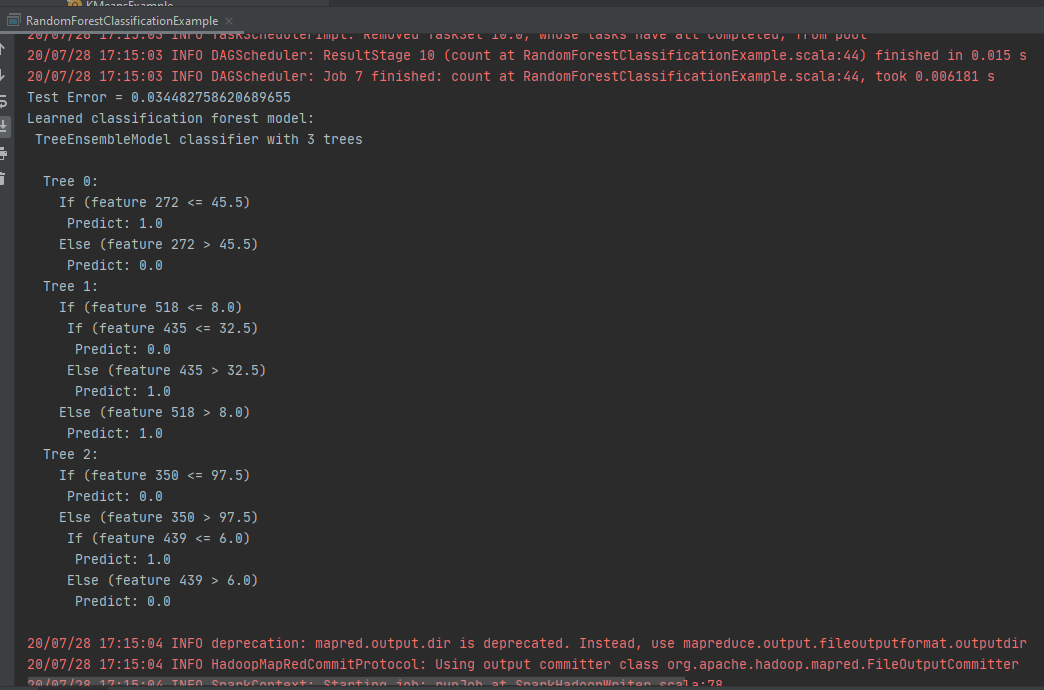 KMeansExample
RandomForestClassificationExample
20/07/28 17:15:03 INFO TaskSchedulerImpl: Removed TaskSet 10.0, whose tasks have all completed, from pool
20/07/28 17:15:03 INFO DAGScheduler: ResultStage 10 (count at RandomForestClassificationExample.scala:44) finished in 0.015 s
20/07/28 17:15:03 INFO DAGScheduler: Job 7 finished: count at RandomForestClassificationExample.scala:44, took 0.006181 s
Test Error = 0.034482758620689655
Learned classification forest model:
TreeEnsembleModel classifier with 3 trees
Tree 0:
If (feature 272 <= 45.5)
Predict: 1.0
Else (feature 272 > 45.5)
Predict: 0.0
Tree 1:
If (feature 518 <= 8.0)
If (feature 435 <= 32.5)
Predict: 0.0
Else (feature 435 > 32.5)
Predict: 1.0
Else (feature 518 > 8.0)
Predict: 1.0
Tree 2:
If (feature 350 <= 97.5)
Predict: 0.0
Else (feature 350 > 97.5)
If (feature 439 <= 6.0)
Predict: 1.0
Else (feature 439 > 6.0)
Predict: 0.0
20/07/28 17:15:04 INFO deprecation: mapred.output.dir is deprecated. Instead, use mapreduce.output.fileoutputformat.outputdir
20/07/28 17:15:04 INFO HadoopMapRedCommitProtocol: Using output committer class org.apache.hadoop.mapred.FileOutputCommitter
20/07/28 17:15:04 INFO SparkContext: Starting job: runJob at SparkHadoopWriter.scala:78